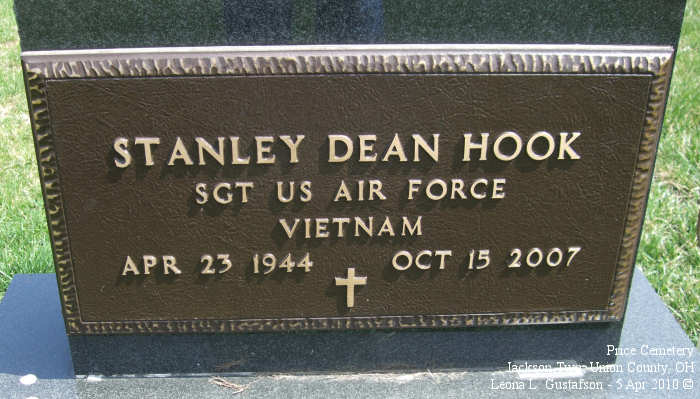 STANLEY DEAN HOOK
SGT US AIR FORCE
VIETNAM
APR 23 1944 OCT 15 2007
Price Cemetery
Jackson Twp. Union County, OH
Leona L. Gustafson - 5 Apr 2010 ©